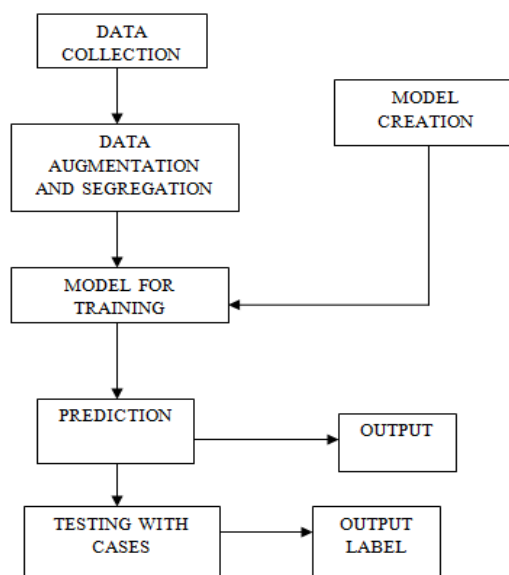 DATA
COLLECTION
MODEL
CREATION
DATA
AUGMENTATION
AND SEGREGATION
MODEL FOR
TRAINING
PREDICTION
OUTPUT
TESTING WITH
CASES
OUTPUT
LABEL